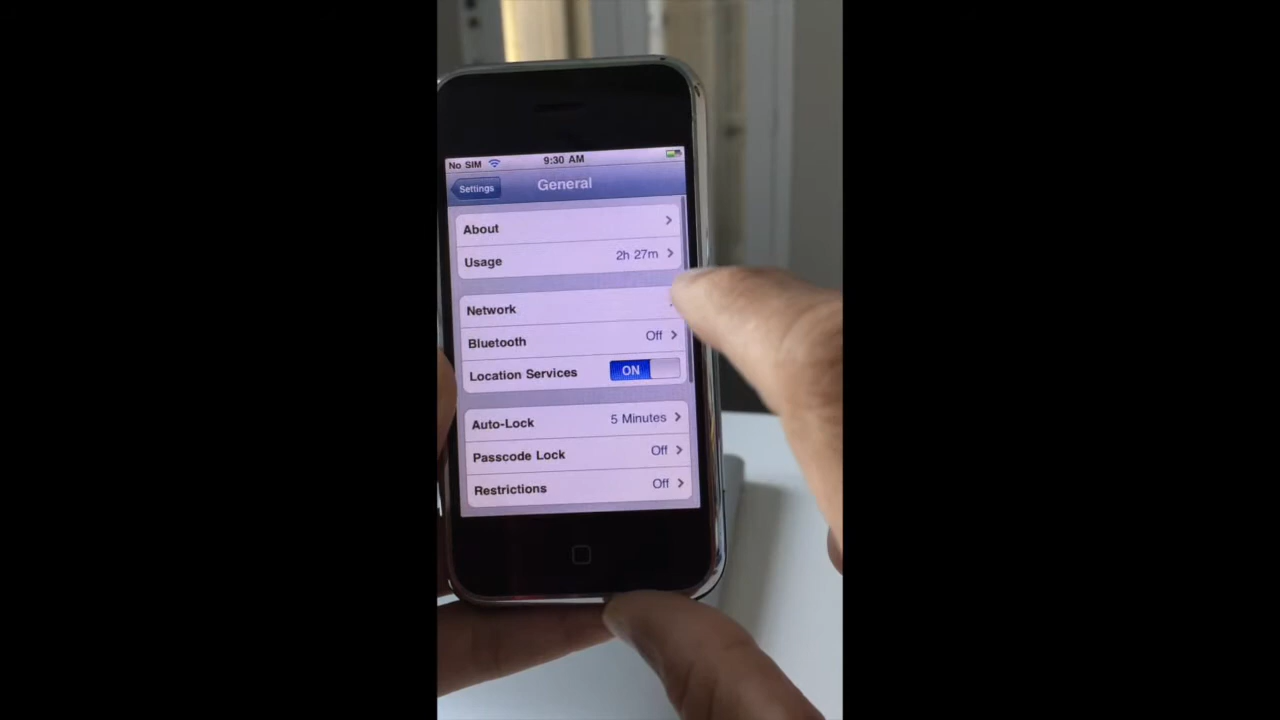 No SIM 9:30 AM
Settings General
About
Usage 2h 27m
Network
Bluetooth Off
Location Services ON
Auto-Lock 5 Minutes
Passcode Lock Off
Restrictions Off